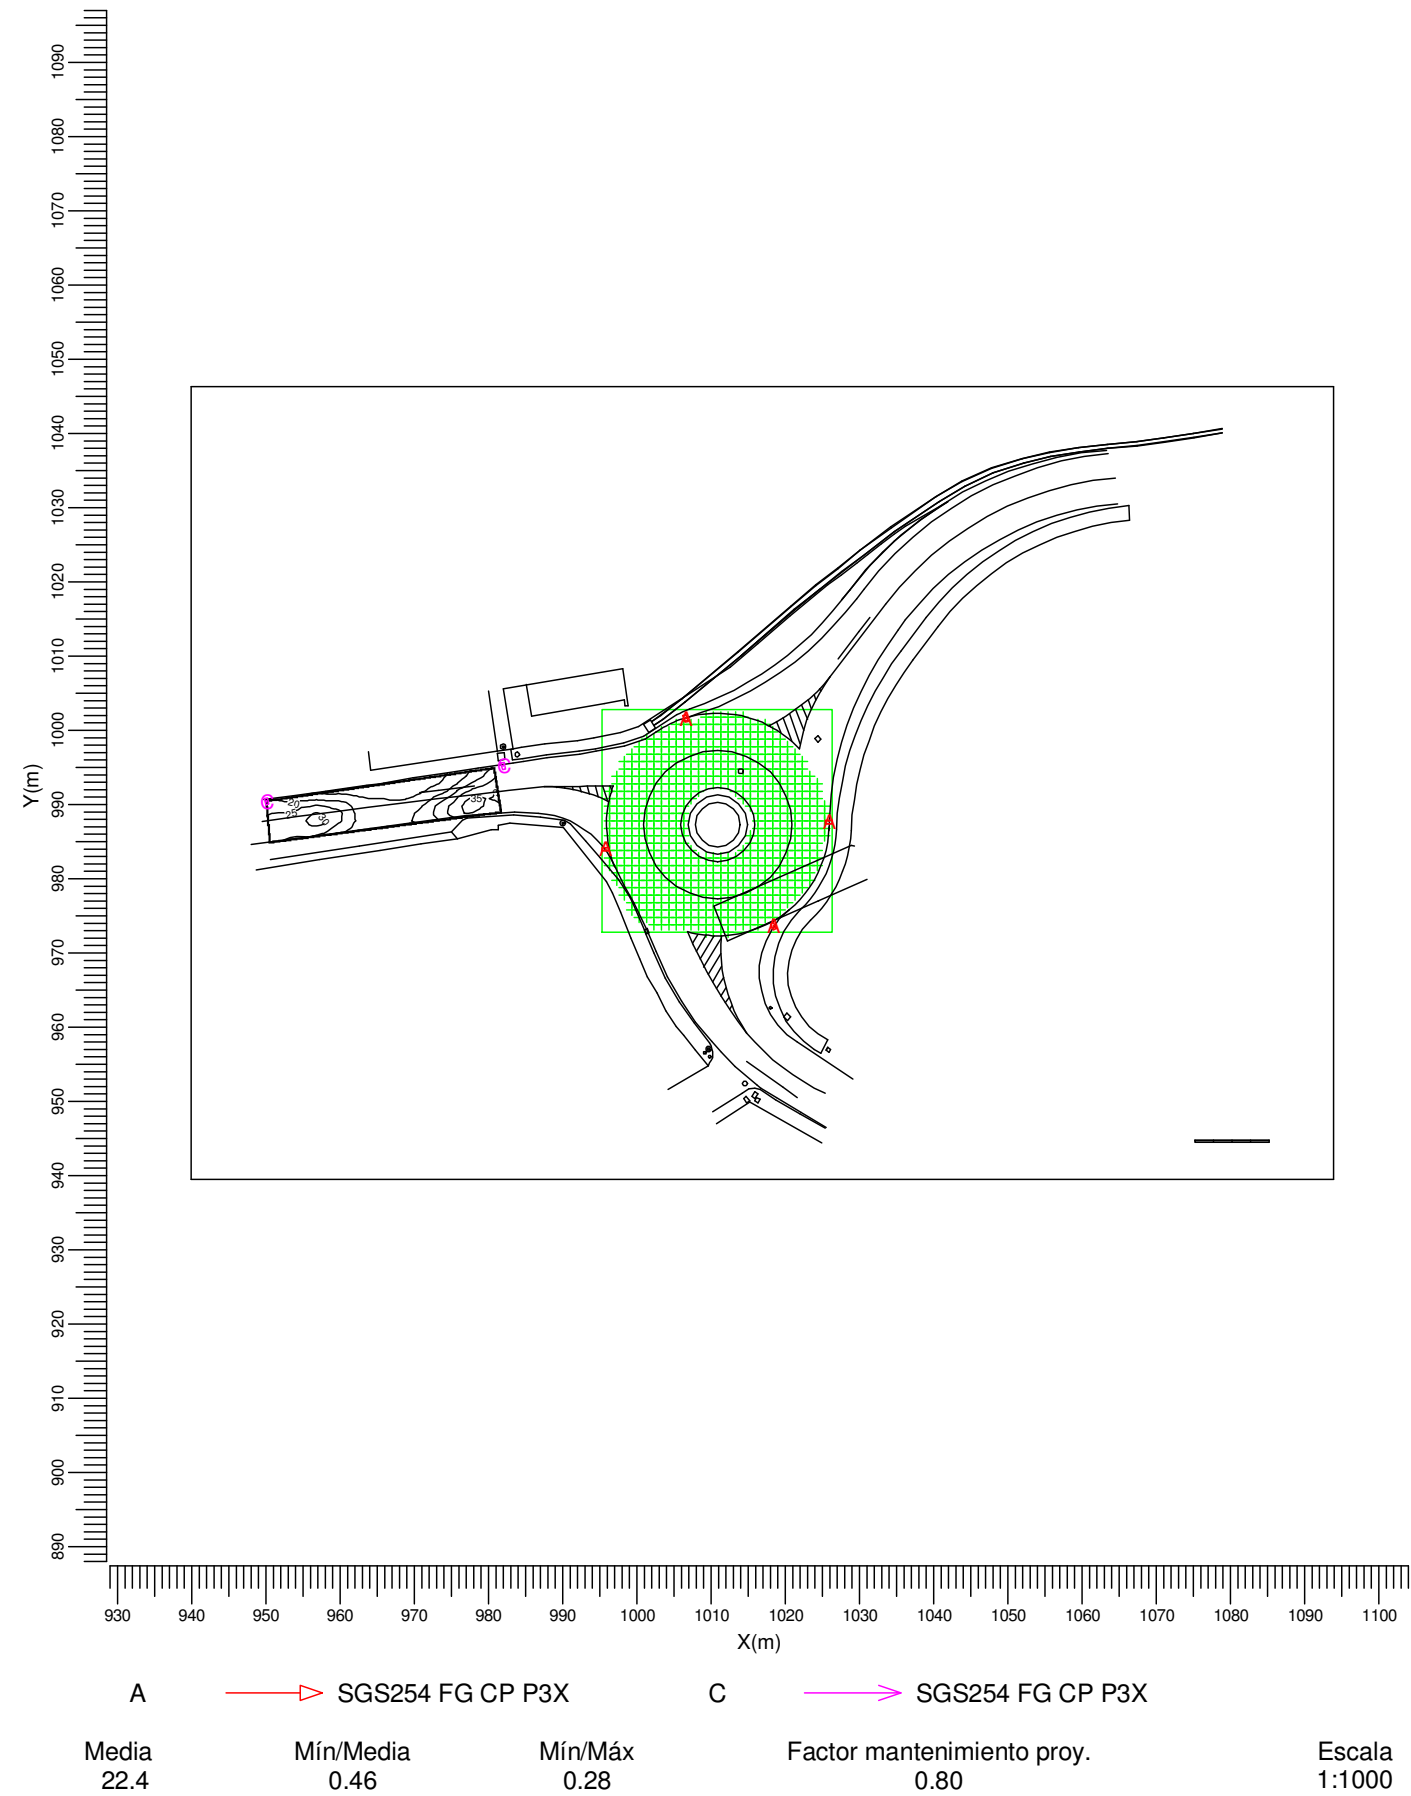 1090
1080
1070
1060
1050
1040
1030
1020
1010
1000
990
980
970
960
950
940
930
920
910
900
890
Y(m)
A
A
A
A
C
C
20
25
30
35
930 940 950 960 970 980 990 1000 1010 1020 1030 1040 1050 1060 1070 1080 1090 1100
X(m)
A SGS254 FG CP P3X C SGS254 FG CP P3X
Media Mín/Media Mín/Máx Factor mantenimiento proy. Escala
22.4 0.46 0.28 0.80 1:1000